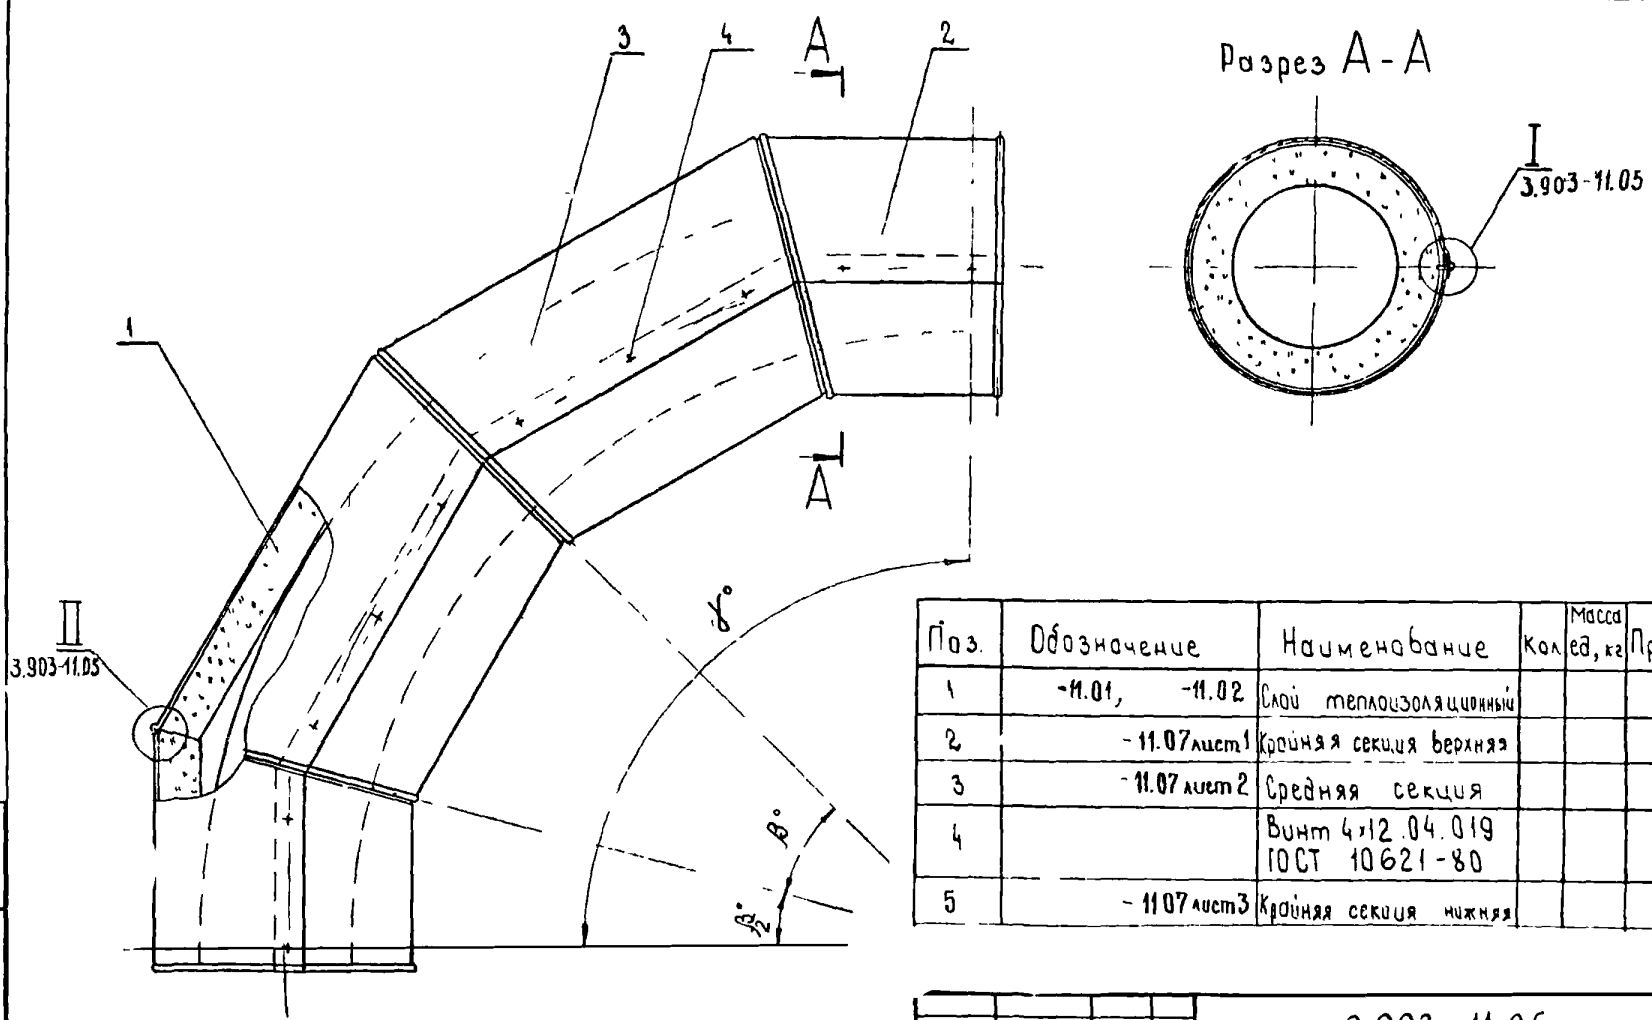 3
4
А
2
Разрез А-А
I
3.903-11.05
1
А
γ°
II
3.903-11.05
β°
β°/2
Поз. Обозначение Наименование Кол Масса ед, кг
1 -11.01, -11.02 Слой теплоизоляционный
2 -11.07 лист 1 Крайняя секция верхняя
3 -11.07 лист 2 Средняя секция
4 Винт 4×12.04.019
ГОСТ 10621-80
5 -1107 лист 3 Крайняя секция нижняя